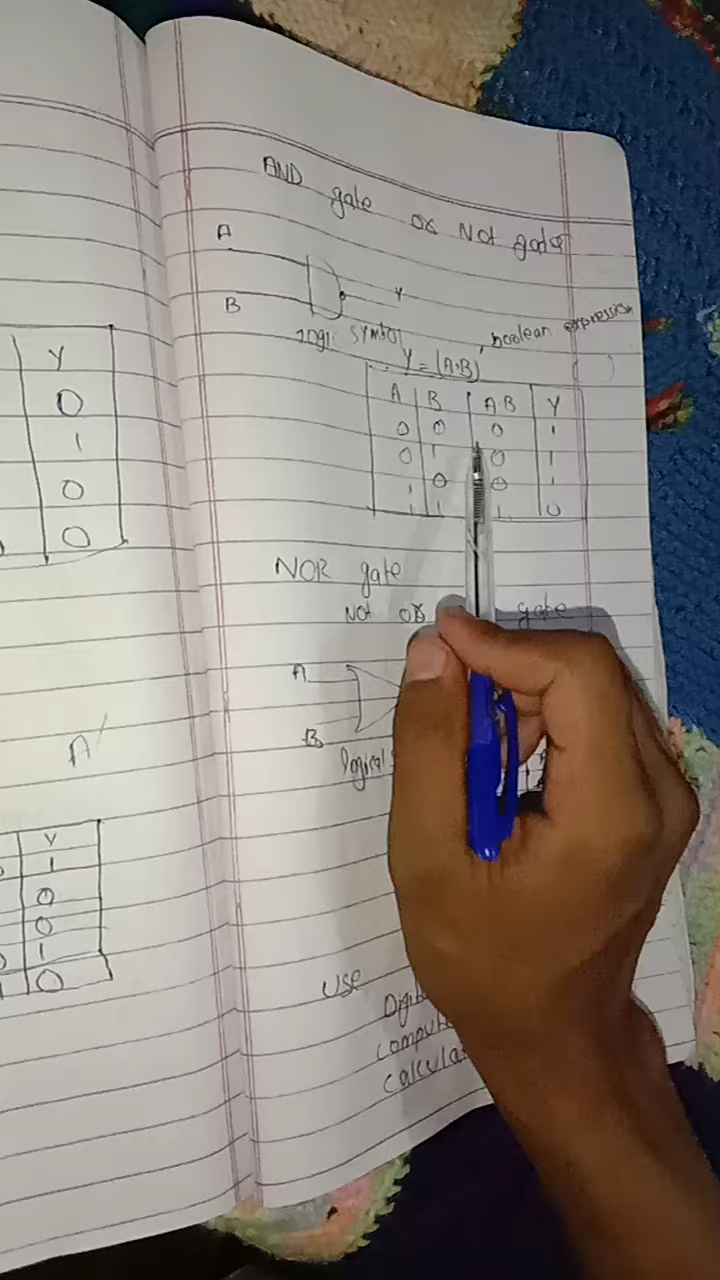 Y
0
1
0
0
A'
Y
1
0
0
1
0
AND gate OR Not gate
A
Y
B
Logic symbol
boolean expression
Y = (A·B)'
A B A·B Y
0 0 0 1
0 1 0 1
1 0 0 1
1 1 1 0
NOR gate
Not OR gate
A
B
logical
USE